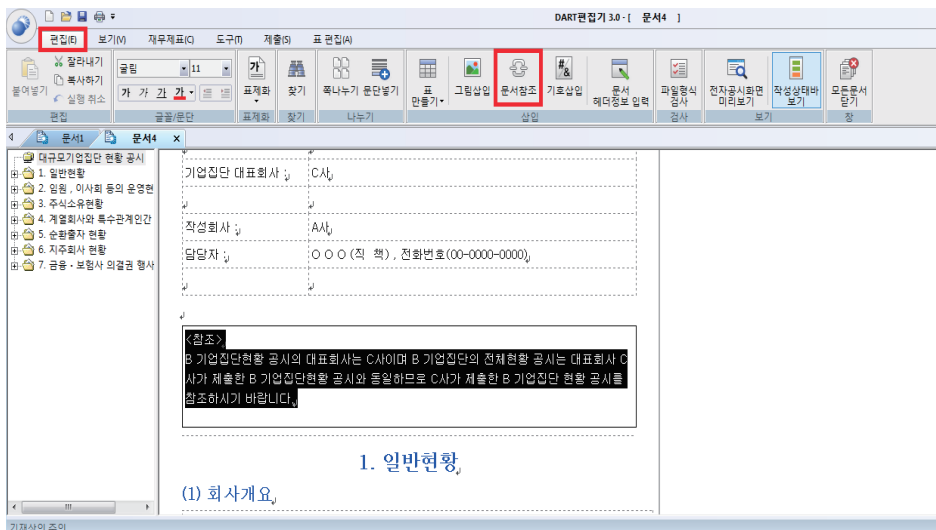 DART편집기 3.0 - [ 문서4 ]
편집(E) 보기(V) 재무제표(C) 도구(T) 제출(S) 표 편집(A)
붙여넣기 잘라내기 복사하기 실행 취소
굴림 11
가 가 가 가
가 표제화 찾기 쪽나누기 문단넣기 표 만들기 그림삽입 문서참조 #& 기호삽입 문서 헤더정보 입력 파일형식 검사 전자공시화면 미리보기 작성상태바 보기 모든문서 닫기
편집 글꼴/문단 표제화 찾기 나누기 삽입 검사 보기 창
문서1 문서4 x
대규모기업집단 현황 공시
1. 일반현황
2. 임원 , 이사회 등의 운영현
3. 주식소유현황
4. 계열회사와 특수관계인간
5. 순환출자 현황
6. 지주회사 현황
7. 금융 · 보험사 의결권 행사
기업집단 대표회사 : C사
작성회사 : A사
담당자 : ０００(직 책) , 전화번호(00-0000-0000)
<참조>
B 기업집단현황 공시의 대표회사는 C사이며 B 기업집단의 전체현황 공시는 대표회사 C
사가 제출한 B 기업집단현황 공시와 동일하므로 C사가 제출한 B 기업집단 현황 공시를
참조하시기 바랍니다.
1. 일반현황
(1) 회사개요
기재상의 주의